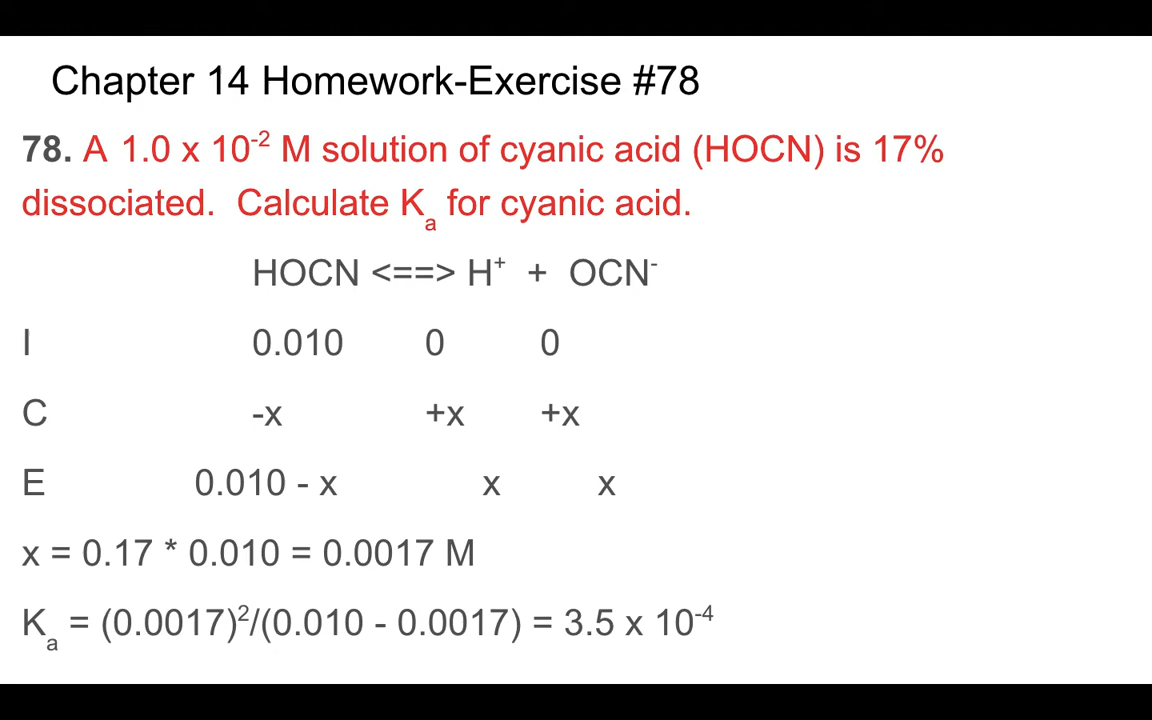 Chapter 14 Homework-Exercise #78
78. A 1.0 x 10⁻² M solution of cyanic acid (HOCN) is 17%
dissociated. Calculate Kₐ for cyanic acid.
HOCN <==> H⁺ + OCN⁻
I 0.010 0 0
C -x +x +x
E 0.010 - x x x
x = 0.17 * 0.010 = 0.0017 M
Kₐ = (0.0017)²/(0.010 - 0.0017) = 3.5 x 10⁻⁴